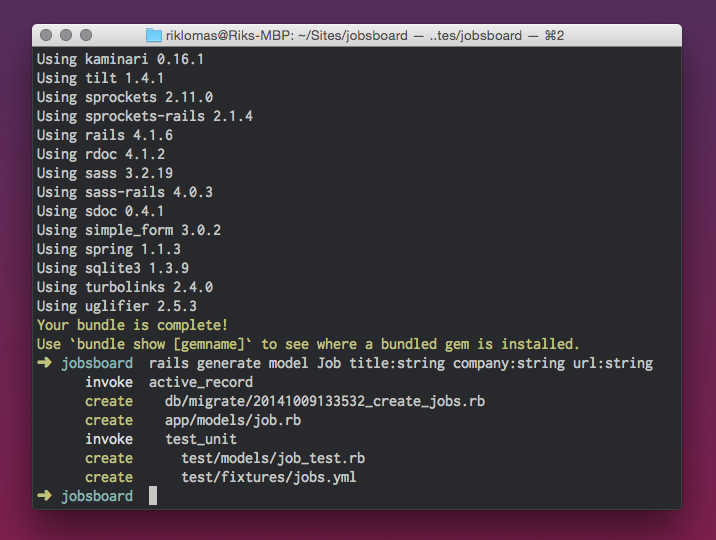 riklomas@Riks-MBP: ~/Sites/jobsboard — ..tes/jobsboard — ⌘2
Using kaminari 0.16.1
Using tilt 1.4.1
Using sprockets 2.11.0
Using sprockets-rails 2.1.4
Using rails 4.1.6
Using rdoc 4.1.2
Using sass 3.2.19
Using sass-rails 4.0.3
Using sdoc 0.4.1
Using simple_form 3.0.2
Using spring 1.1.3
Using sqlite3 1.3.9
Using turbolinks 2.4.0
Using uglifier 2.5.3
Your bundle is complete!
Use `bundle show [gemname]` to see where a bundled gem is installed.
➜ jobsboard rails generate model Job title:string company:string url:string
invoke active_record
create db/migrate/20141009133532_create_jobs.rb
create app/models/job.rb
invoke test_unit
create test/models/job_test.rb
create test/fixtures/jobs.yml
➜ jobsboard